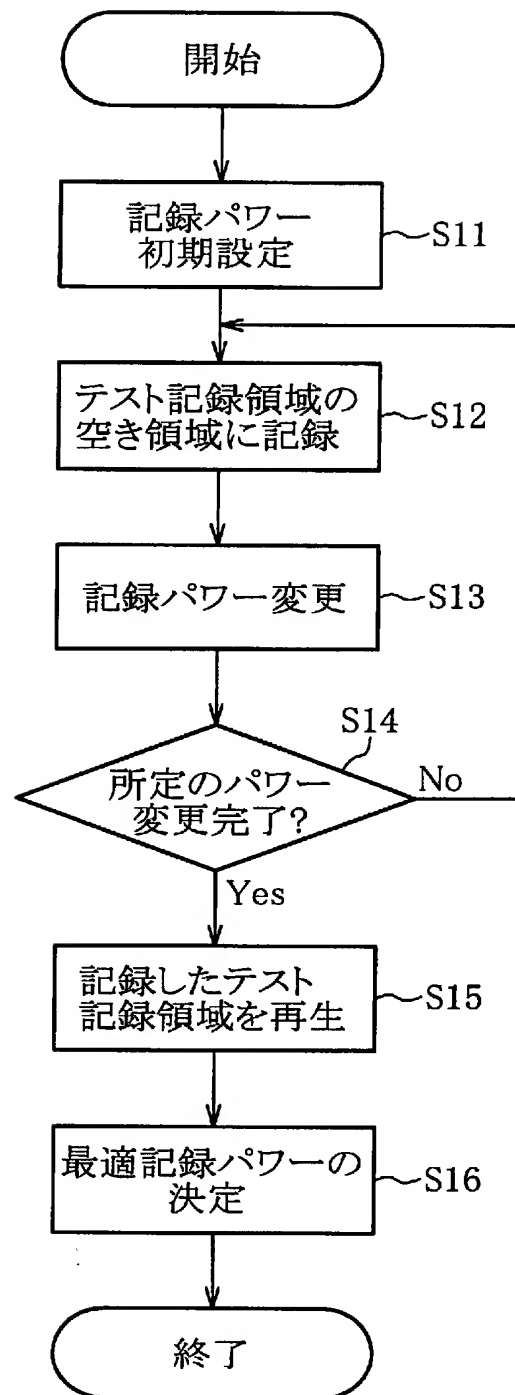 開始
記録パワー
初期設定
S11
テスト記録領域の
空き領域に記録
S12
記録パワー変更
S13
S14
所定のパワー
変更完了?
No
Yes
記録したテスト
記録領域を再生
S15
最適記録パワーの
決定
S16
終了